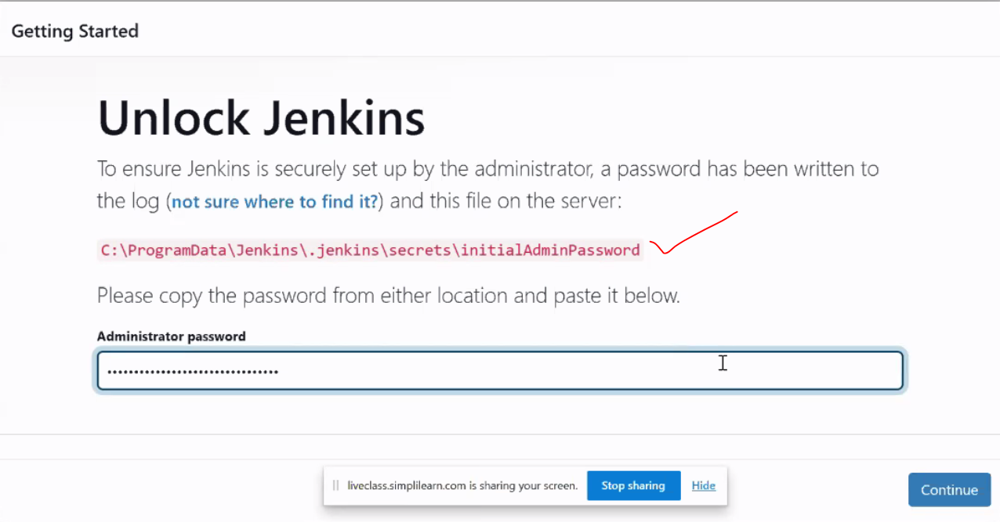 Getting Started
Unlock Jenkins
To ensure Jenkins is securely set up by the administrator, a password has been written to
the log (not sure where to find it?) and this file on the server:
C:\ProgramData\Jenkins\.jenkins\secrets\initialAdminPassword
Please copy the password from either location and paste it below.
Administrator password
••••••••••••••••••••••••••••••••
liveclass.simplilearn.com is sharing your screen. Stop sharing Hide
Continue